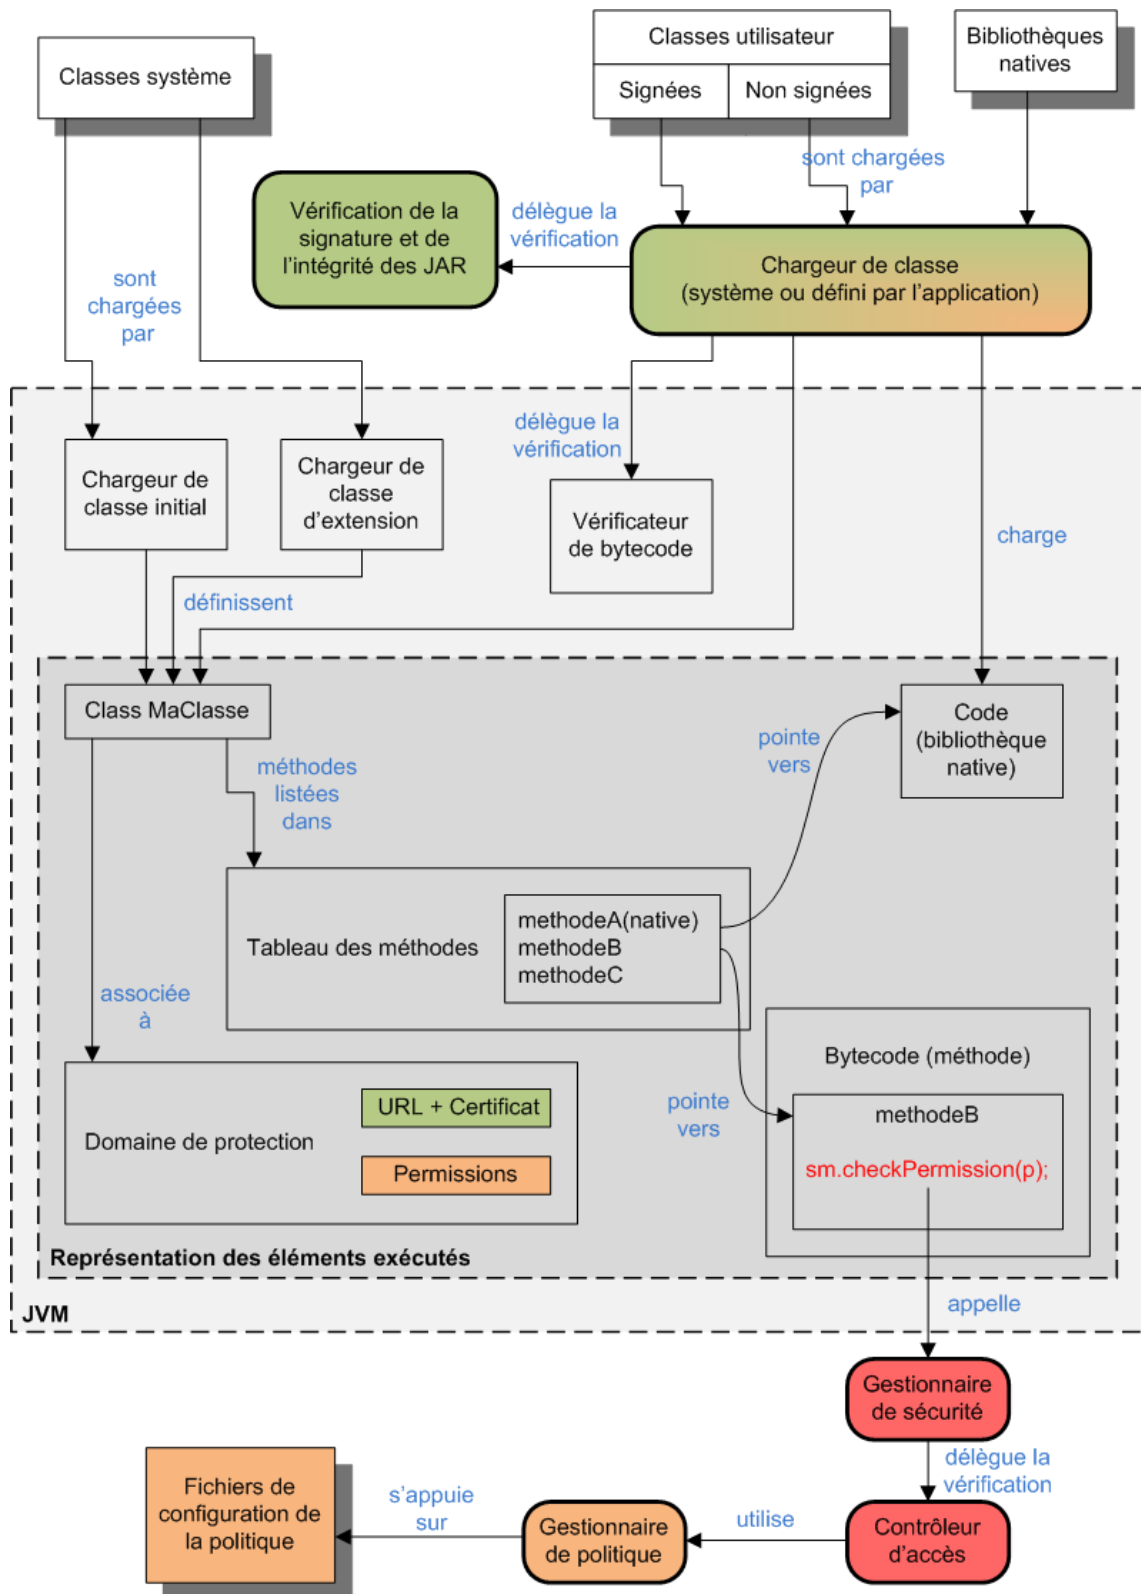 Classes système
Classes utilisateur
Signées
Non signées
Bibliothèques
natives
sont chargées
par
Vérification de la
signature et de
l'intégrité des JAR
délègue la
vérification
Chargeur de classe
(système ou défini par l'application)
sont
chargées
par
Chargeur de
classe initial
Chargeur de
classe
d'extension
délègue la
vérification
Vérificateur
de bytecode
charge
définissent
Class MaClasse
Code
(bibliothèque
native)
pointe
vers
méthodes
listées
dans
Tableau des méthodes
methodeA(native)
methodeB
methodeC
associée
à
Bytecode (méthode)
methodeB
sm.checkPermission(p);
pointe
vers
Domaine de protection
URL + Certificat
Permissions
Représentation des éléments exécutés
JVM
appelle
Gestionnaire
de sécurité
délègue la
vérification
Contrôleur
d'accès
utilise
Gestionnaire
de politique
s'appuie
sur
Fichiers de
configuration de
la politique